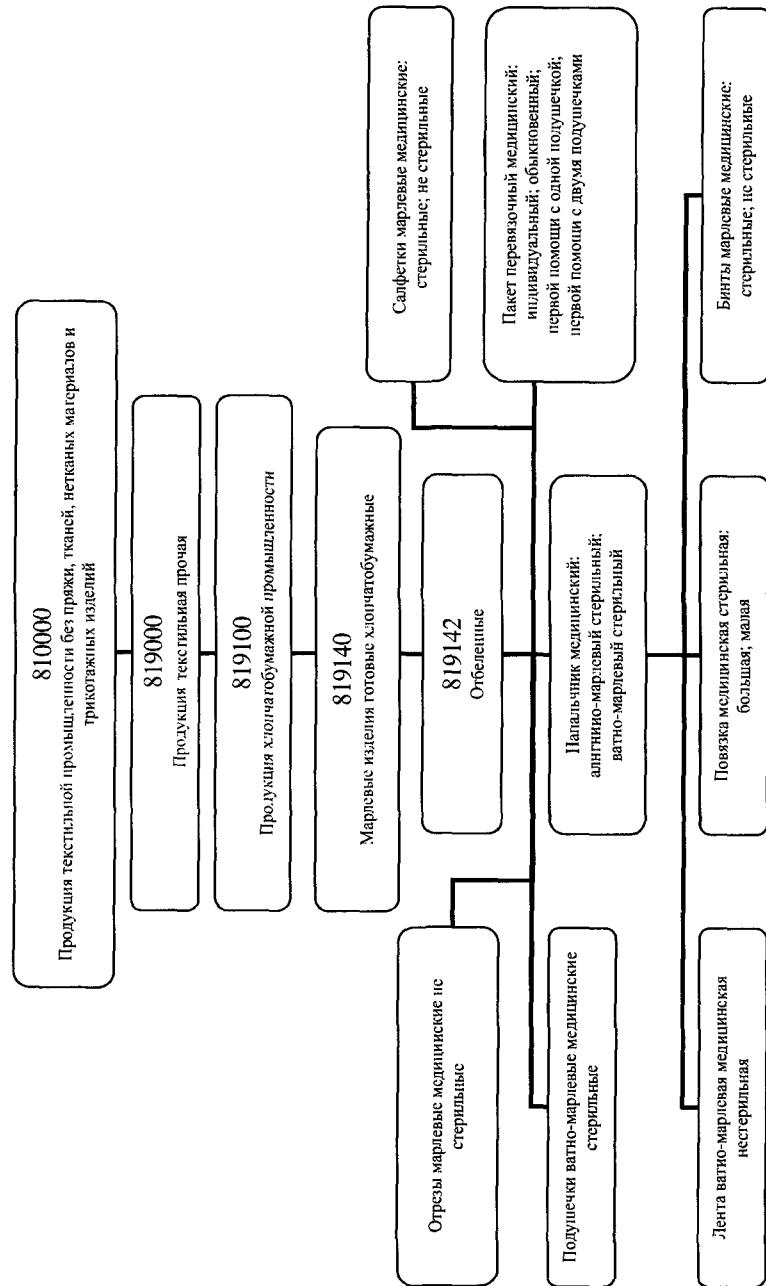 810000
Продукция текстильной промышленности без пряжи, тканей, нетканых материалов и
трикотажных изделий
819000
Продукция текстильная прочая
819100
Продукция хлопчатобумажной промышленности
819140
Марлевые изделия готовые хлопчатобумажные
819142
Отбеленные
Отрезы марлевые медицинские не
стерильные
Салфетки марлевые медицинские:
стерильные; не стерильные
Подушечки ватно-марлевые медицинские
стерильные
Напальчник медицинский:
алигнино-марлевый стерильный;
ватно-марлевый стерильный
Пакет перевязочный медицинский:
индивидуальный; обыкновенный;
первой помощи с одной подушечкой;
первой помощи с двумя подушечками
Лента ватно-марлевая медицинская
нестерильная
Повязка медицинская стерильная:
большая; малая
Бинты марлевые медицинские:
стерильные; не стерильные